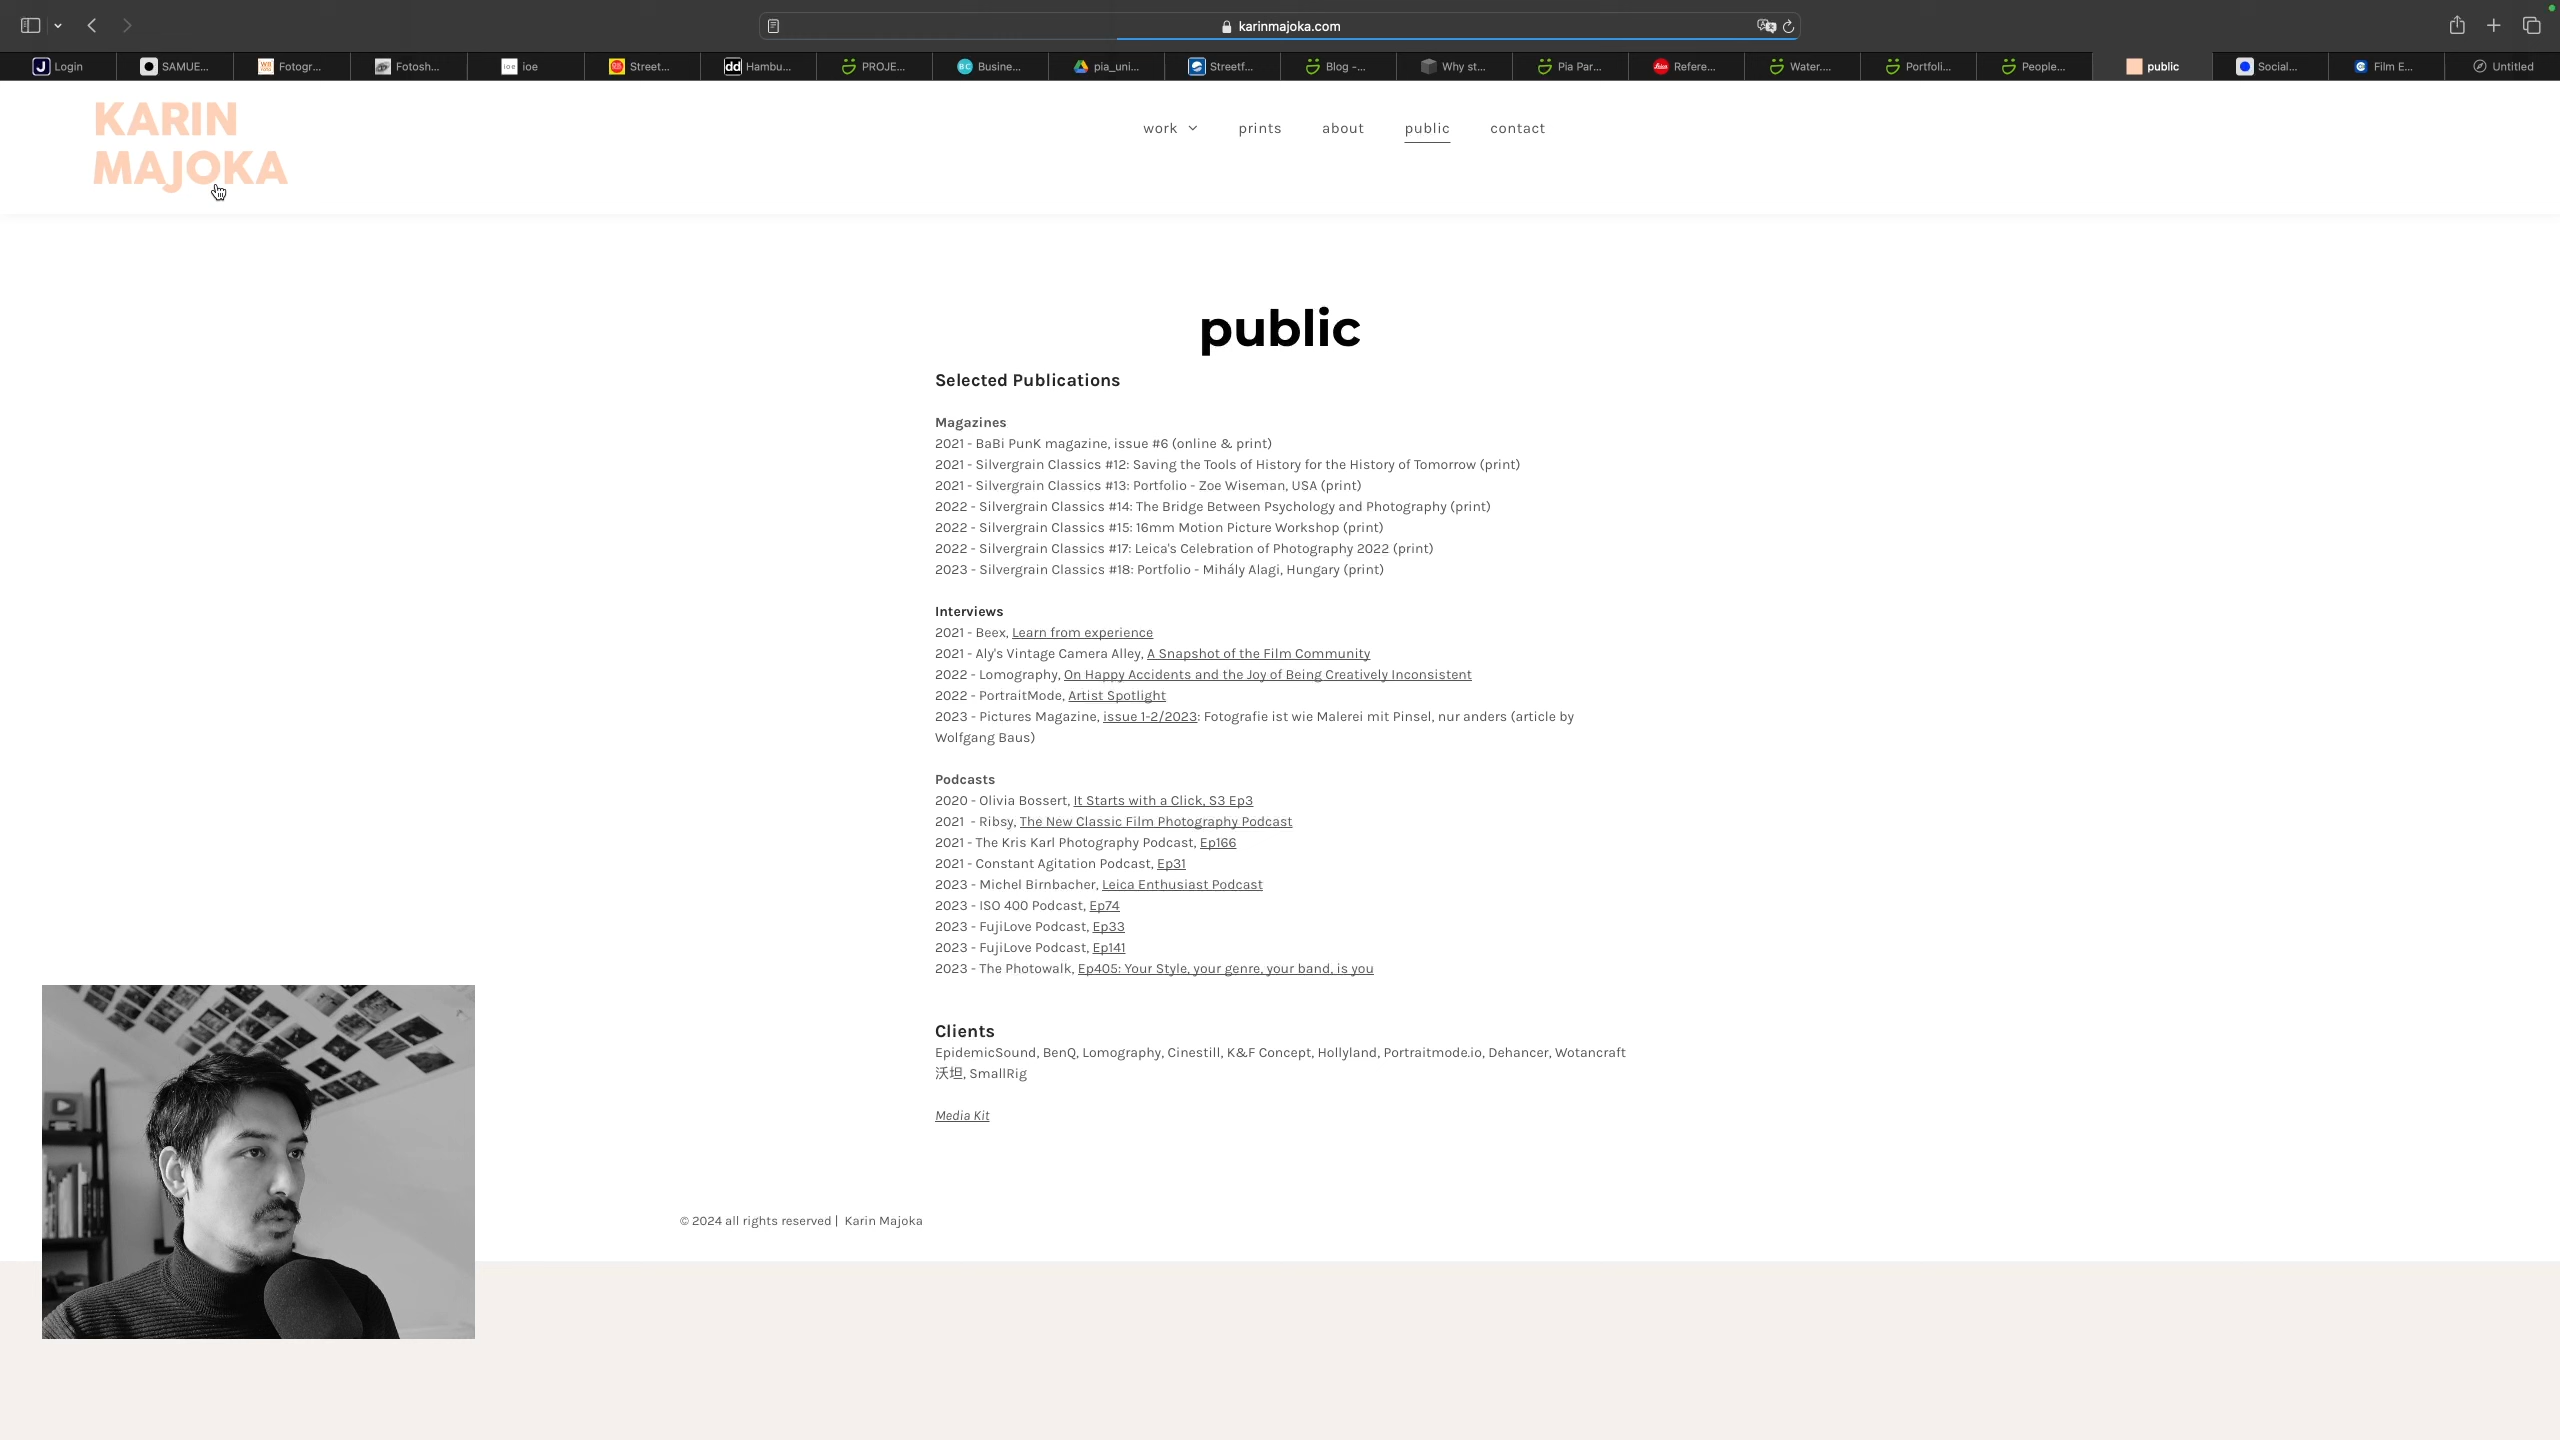 karinmajoka.com
Login
SAMUE...
Fotogr...
Fotosh...
ioe ioe
Street...
dd Hambu...
PROJE...
BC Busine...
pia_uni...
Streetf...
Blog -...
Why st...
Pia Par...
Refere...
Water....
Portfoli...
People...
public
Social...
Film E...
Untitled
KARIN
MAJOKA
work prints about public contact
public
Selected Publications
Magazines
2021 - BaBi PunK magazine, issue #6 (online & print)
2021 - Silvergrain Classics #12: Saving the Tools of History for the History of Tomorrow (print)
2021 - Silvergrain Classics #13: Portfolio - Zoe Wiseman, USA (print)
2022 - Silvergrain Classics #14: The Bridge Between Psychology and Photography (print)
2022 - Silvergrain Classics #15: 16mm Motion Picture Workshop (print)
2022 - Silvergrain Classics #17: Leica's Celebration of Photography 2022 (print)
2023 - Silvergrain Classics #18: Portfolio - Mihály Alagi, Hungary (print)
Interviews
2021 - Beex, Learn from experience
2021 - Aly's Vintage Camera Alley, A Snapshot of the Film Community
2022 - Lomography, On Happy Accidents and the Joy of Being Creatively Inconsistent
2022 - PortraitMode, Artist Spotlight
2023 - Pictures Magazine, issue 1-2/2023: Fotografie ist wie Malerei mit Pinsel, nur anders (article by
Wolfgang Baus)
Podcasts
2020 - Olivia Bossert, It Starts with a Click, S3 Ep3
2021 - Ribsy, The New Classic Film Photography Podcast
2021 - The Kris Karl Photography Podcast, Ep166
2021 - Constant Agitation Podcast, Ep31
2023 - Michel Birnbacher, Leica Enthusiast Podcast
2023 - ISO 400 Podcast, Ep74
2023 - FujiLove Podcast, Ep33
2023 - FujiLove Podcast, Ep141
2023 - The Photowalk, Ep405: Your Style, your genre, your band, is you
Clients
EpidemicSound, BenQ, Lomography, Cinestill, K&F Concept, Hollyland, Portraitmode.io, Dehancer, Wotancraft
沃坦, SmallRig
Media Kit
© 2024 all rights reserved | Karin Majoka